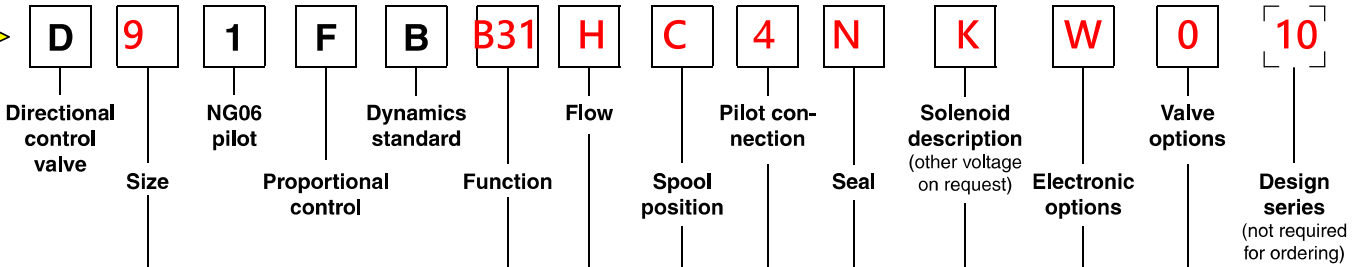 D 9 1 F B B31 H C 4 N K W 0 10
Directional
control
valve
Size
NG06
pilot
Proportional
control
Dynamics
standard
Function
Flow
Spool
position
Pilot con-
nection
Seal
Solenoid
description
(other voltage
on request)
Electronic
options
Valve
options
Design
series
(not required
for ordering)